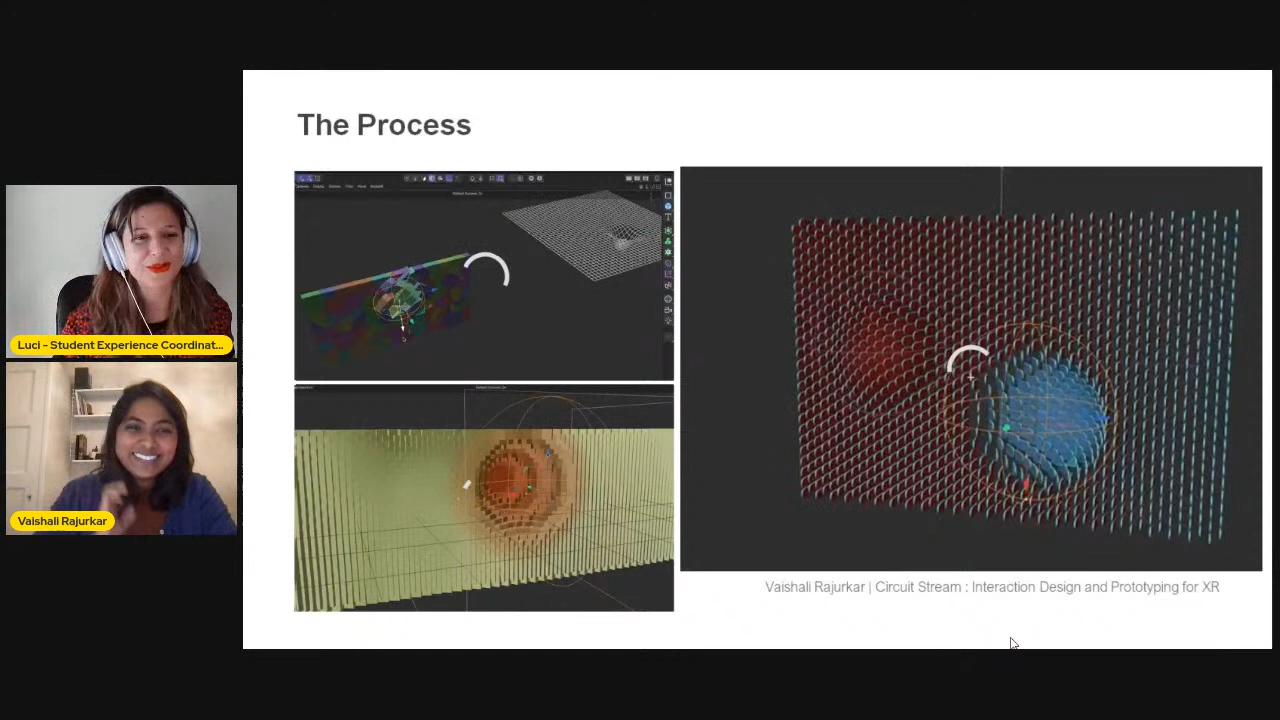 The Process
Luci - Student Experience Coordinat...
Vaishali Rajurkar
Vaishali Rajurkar | Circuit Stream : Interaction Design and Prototyping for XR